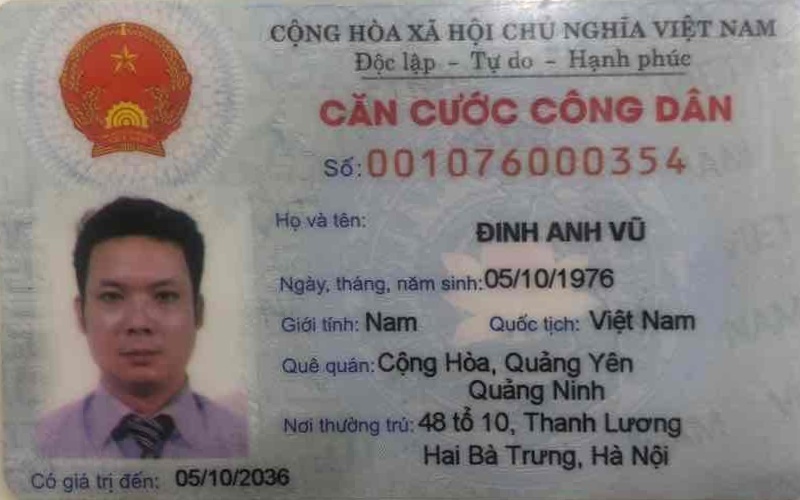 CỘNG HÒA XÃ HỘI CHỦ NGHĨA VIỆT NAM
Độc lập - Tự do - Hạnh phúc
CĂN CƯỚC CÔNG DÂN
Số: 001076000354
Họ và tên: ĐINH ANH VŨ
Ngày, tháng, năm sinh: 05/10/1976
Giới tính: Nam Quốc tịch: Việt Nam
Quê quán: Cộng Hòa, Quảng Yên
Quảng Ninh
Nơi thường trú: 48 tổ 10, Thanh Lương
Hai Bà Trưng, Hà Nội
Có giá trị đến: 05/10/2036